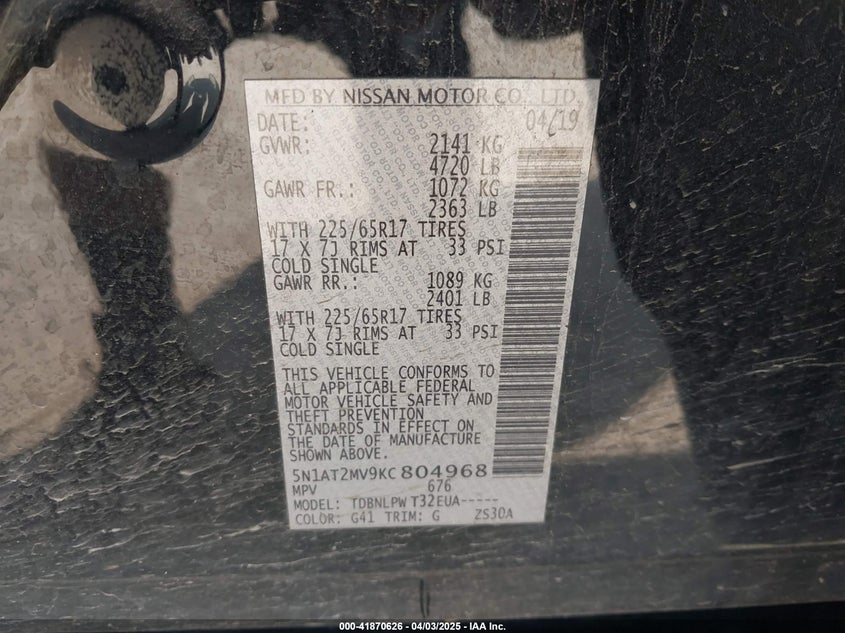 MFD BY NISSAN MOTOR CO., LTD.
DATE: 04/19
GVWR: 2141 KG
4720 LB
GAWR FR.: 1072 KG
2363 LB
WITH 225/65R17 TIRES
17 X 7J RIMS AT 33 PSI
COLD SINGLE
GAWR RR.: 1089 KG
2401 LB
WITH 225/65R17 TIRES
17 X 7J RIMS AT 33 PSI
COLD SINGLE
THIS VEHICLE CONFORMS TO
ALL APPLICABLE FEDERAL
MOTOR VEHICLE SAFETY AND
THEFT PREVENTION
STANDARDS IN EFFECT ON
THE DATE OF MANUFACTURE
SHOWN ABOVE.
5N1AT2MV9KC804968
MPV 676
MODEL: TDBNLPW T32EUA-----
COLOR: G41 TRIM: G ZS30A
000-41870626 - 04/03/2025 - IAA Inc.